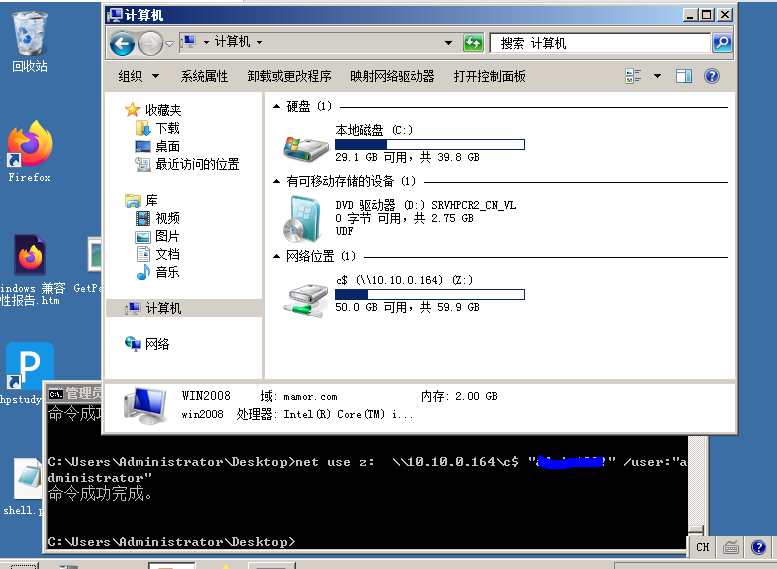 回收站
Firefox
indows 兼容
性报告.htm
GetPa
hpstudy
shell.p
计算机
计算机
搜索 计算机
组织
系统属性
卸载或更改程序
映射网络驱动器
打开控制面板
收藏夹
下载
桌面
最近访问的位置
库
视频
图片
文档
音乐
计算机
网络
硬盘 (1)
本地磁盘 (C:)
29.1 GB 可用，共 39.8 GB
有可移动存储的设备 (1)
DVD 驱动器 (D:) SRVHPCR2_CN_VL
0 字节 可用，共 2.75 GB
UDF
网络位置 (1)
c$ (\\10.10.0.164) (Z:)
50.0 GB 可用，共 59.9 GB
WIN2008 域: mamor.com 内存: 2.00 GB
win2008 处理器: Intel(R) Core(TM) i...
管理员
命令成
C:\Users\Administrator\Desktop>net use z:  \\10.10.0.164\c$ " " /user:"a
dministrator"
命令成功完成。
C:\Users\Administrator\Desktop>
CH